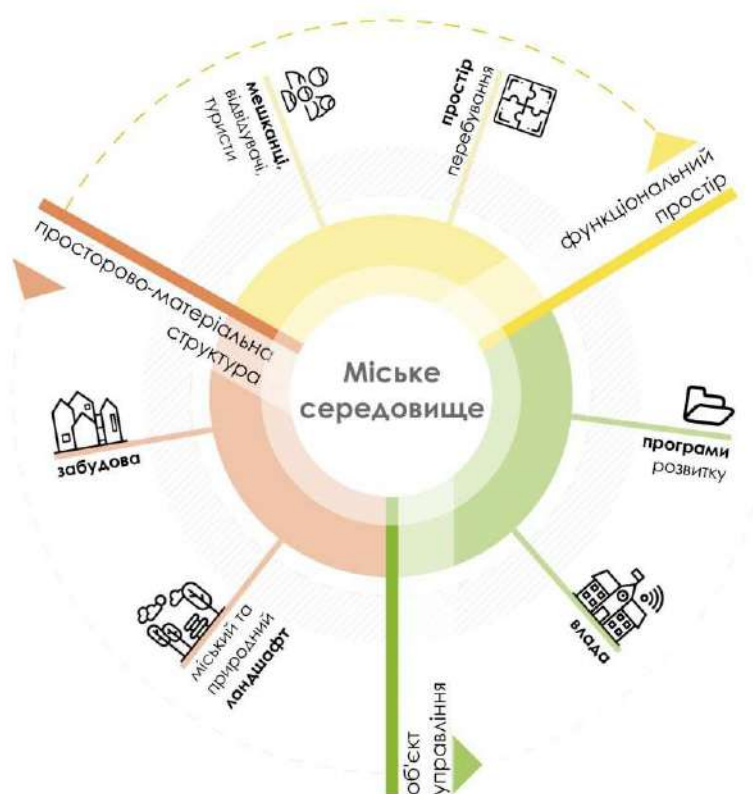 мешканці,
відвідувачі,
туристи
простір
перебування
функціональний
простір
просторово-матеріальна
структура
Міське
середовище
забудова
програми
розвитку
міський та
природний
ландшафт
влада
об'єкт
управління